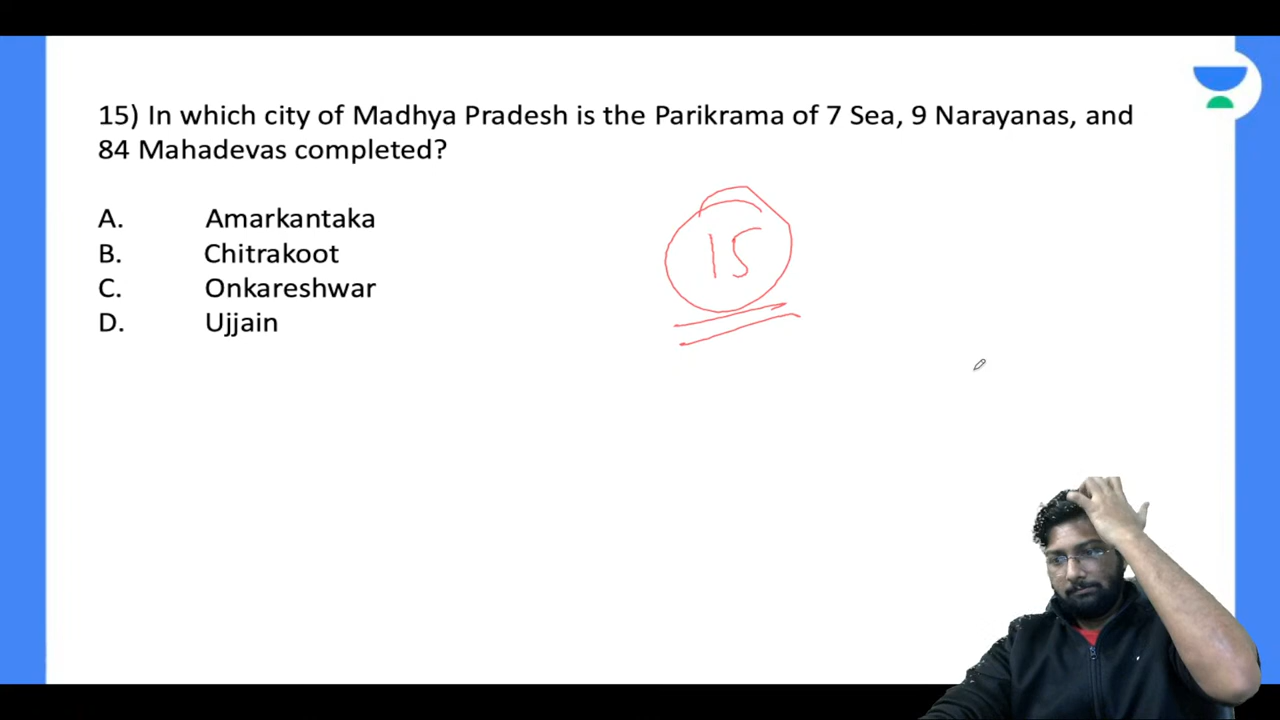 15) In which city of Madhya Pradesh is the Parikrama of 7 Sea, 9 Narayanas, and
84 Mahadevas completed?
A. Amarkantaka
B. Chitrakoot
C. Onkareshwar
D. Ujjain
15